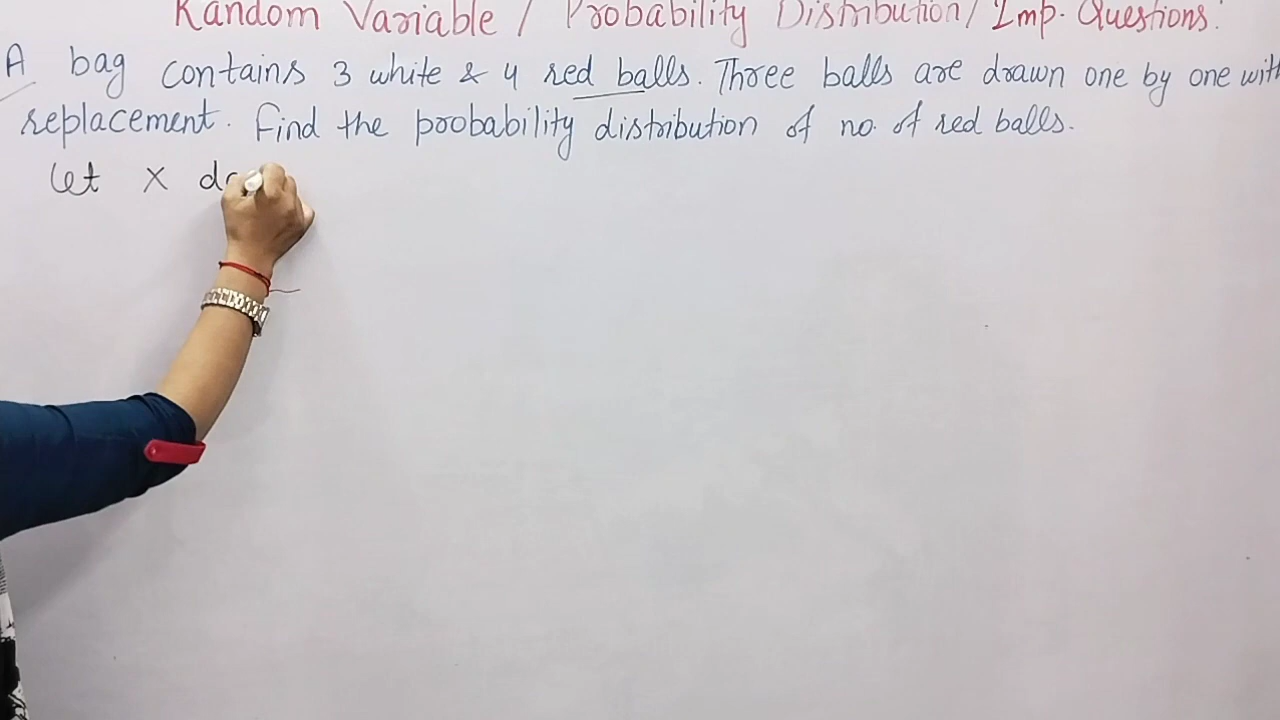 Random Variable / Probability Distribution / Imp. Questions.
A bag contains 3 white & 4 red balls. Three balls are drawn one by one with
replacement. Find the probability distribution of no. of red balls.
Let X